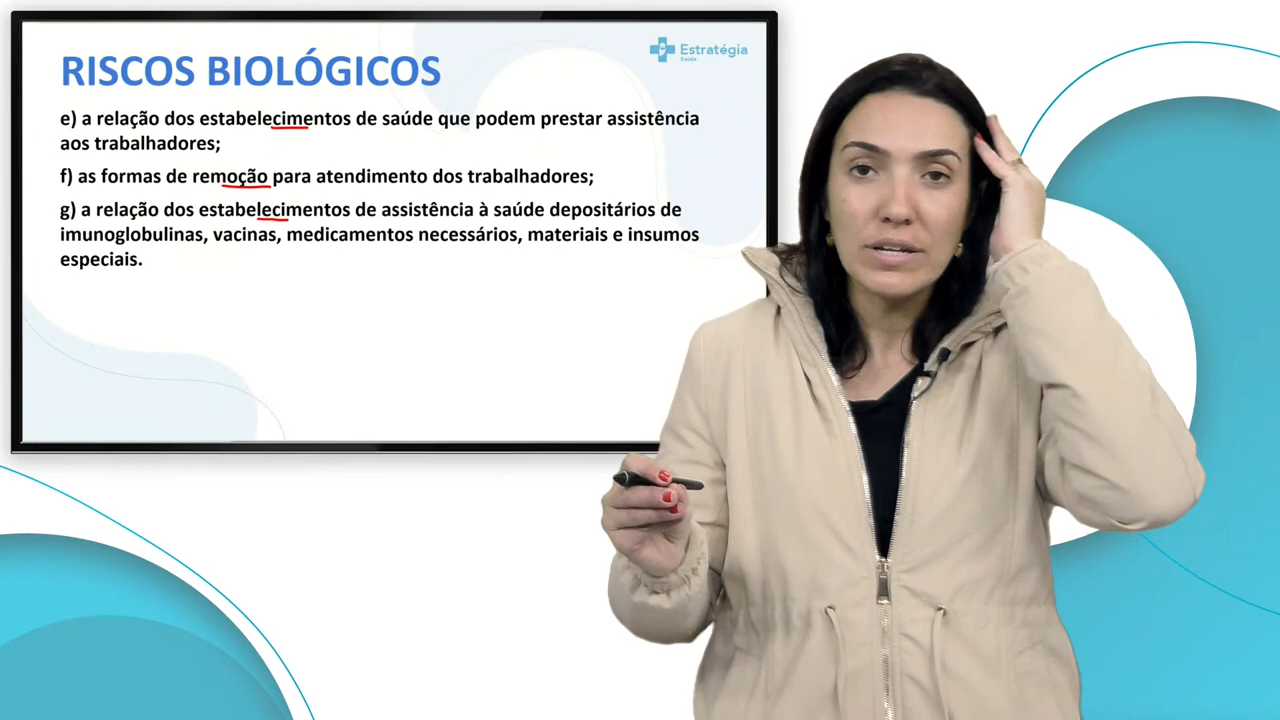 RISCOS BIOLÓGICOS
Estratégia
Saúde
e) a relação dos estabelecimentos de saúde que podem prestar assistência
aos trabalhadores;
f) as formas de remoção para atendimento dos trabalhadores;
g) a relação dos estabelecimentos de assistência à saúde depositários de
imunoglobulinas, vacinas, medicamentos necessários, materiais e insumos
especiais.